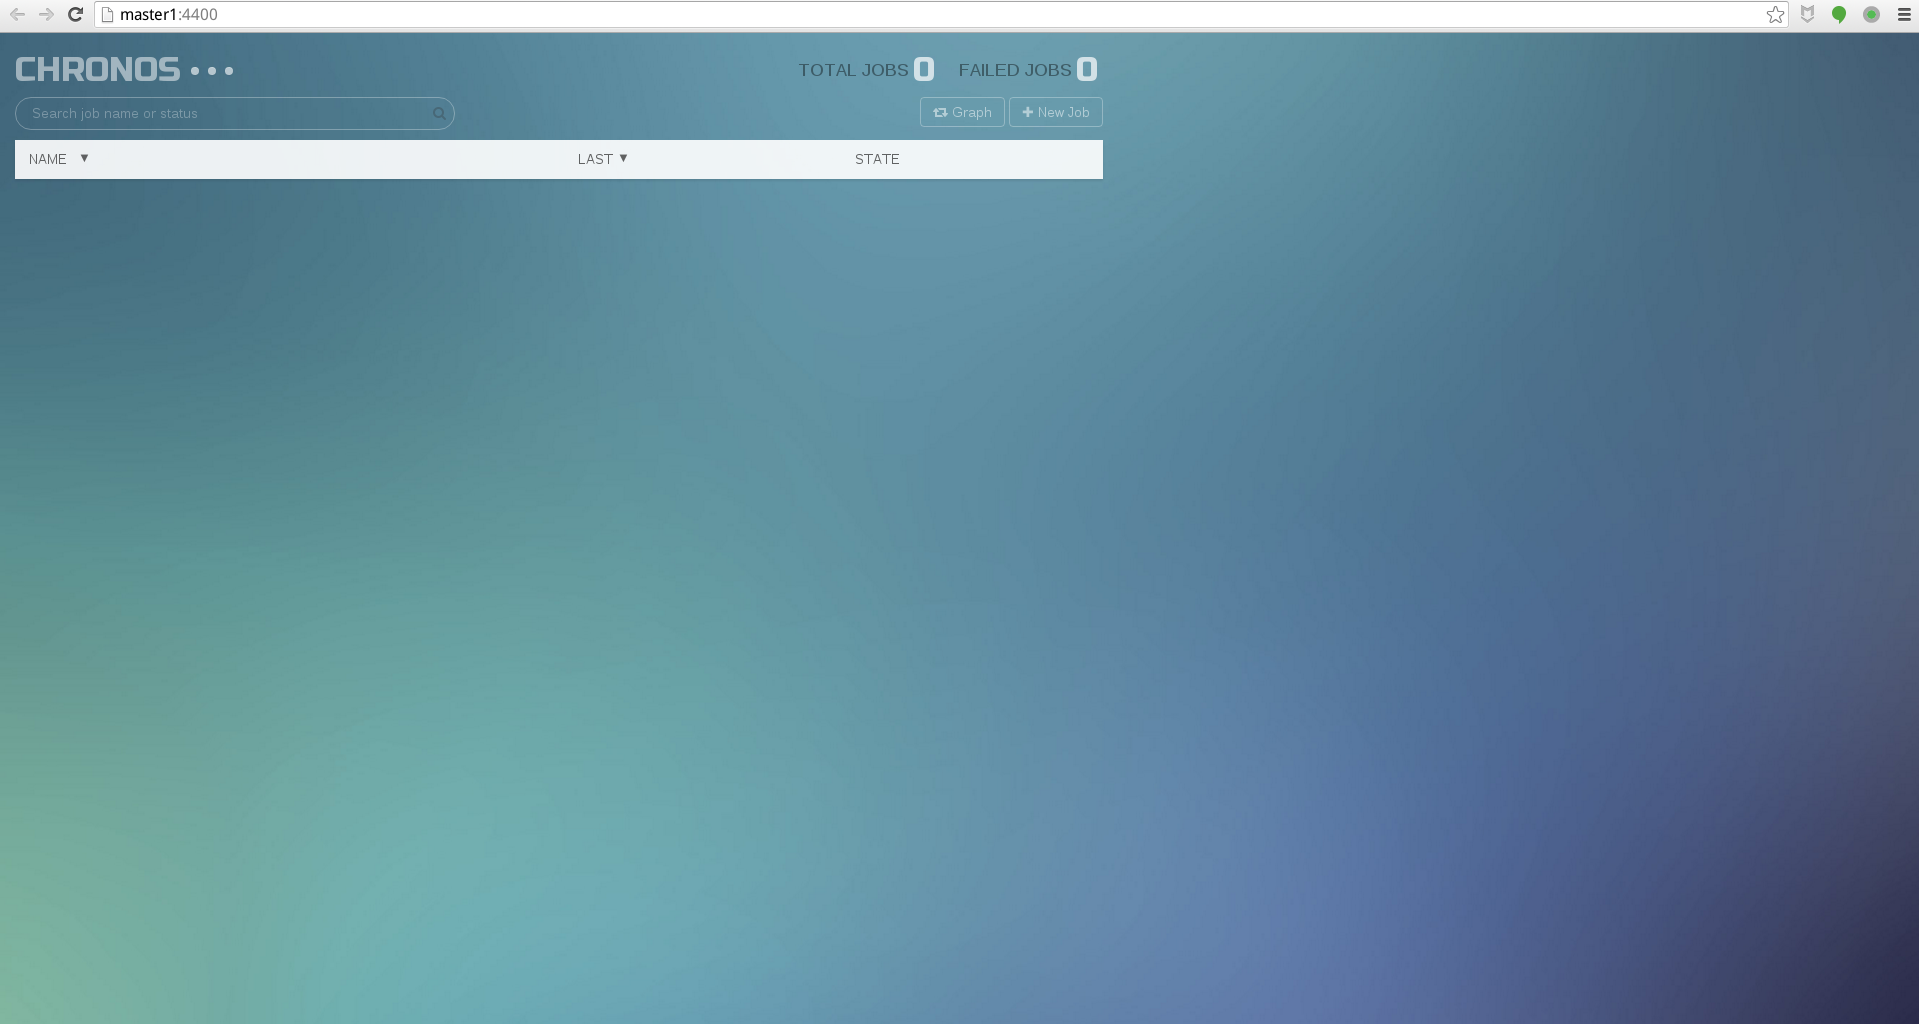 master1:4400
CHRONOS
TOTAL JOBS 0 FAILED JOBS 0
Search job name or status
Graph
New Job
NAME ▼ LAST ▼ STATE